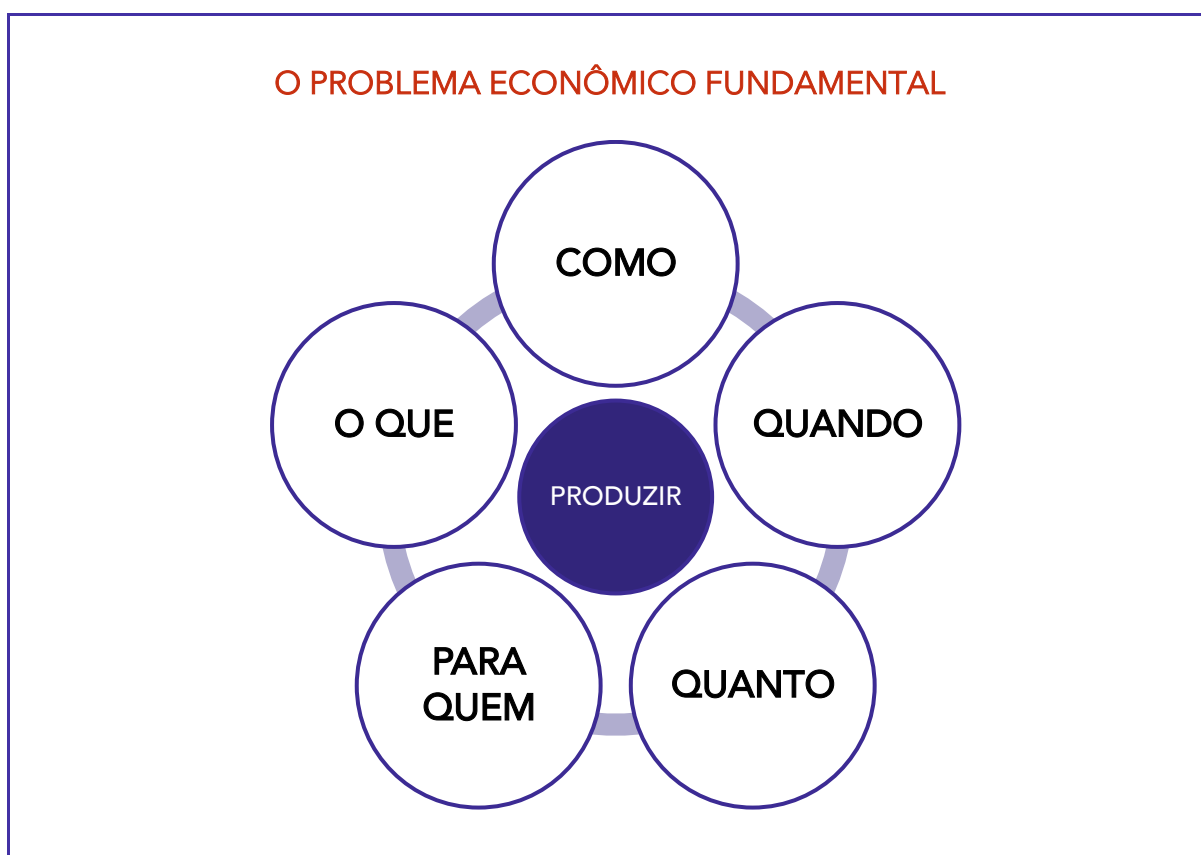 O PROBLEMA ECONÔMICO FUNDAMENTAL
COMO
O QUE
QUANDO
PRODUZIR
PARA
QUEM
QUANTO